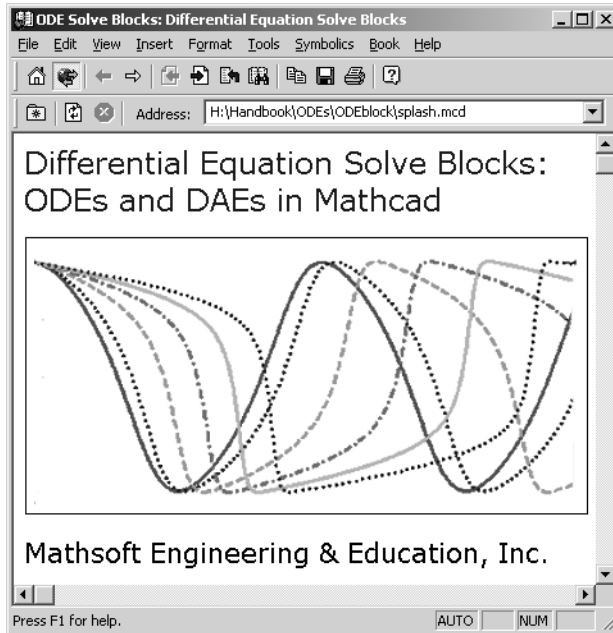 ODE Solve Blocks: Differential Equation Solve Blocks
File Edit View Insert Format Tools Symbolics Book Help
Address: H:\Handbook\ODEs\ODEblock\splash.mcd
Differential Equation Solve Blocks:
ODEs and DAEs in Mathcad
Mathsoft Engineering & Education, Inc.
Press F1 for help. AUTO NUM